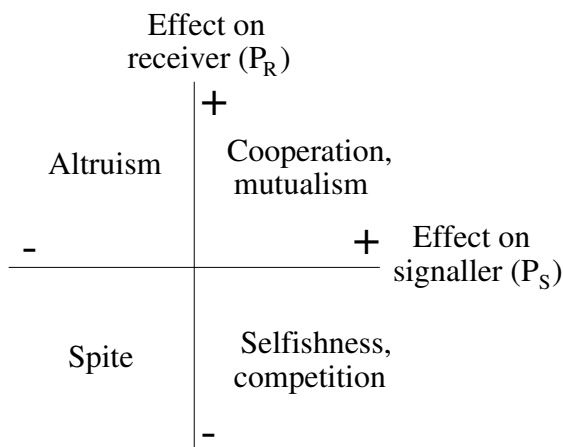 Effect on
receiver (P_R)
+
Altruism
Cooperation,
mutualism
-
+
Effect on
signaller (P_S)
Spite
Selfishness,
competition
-